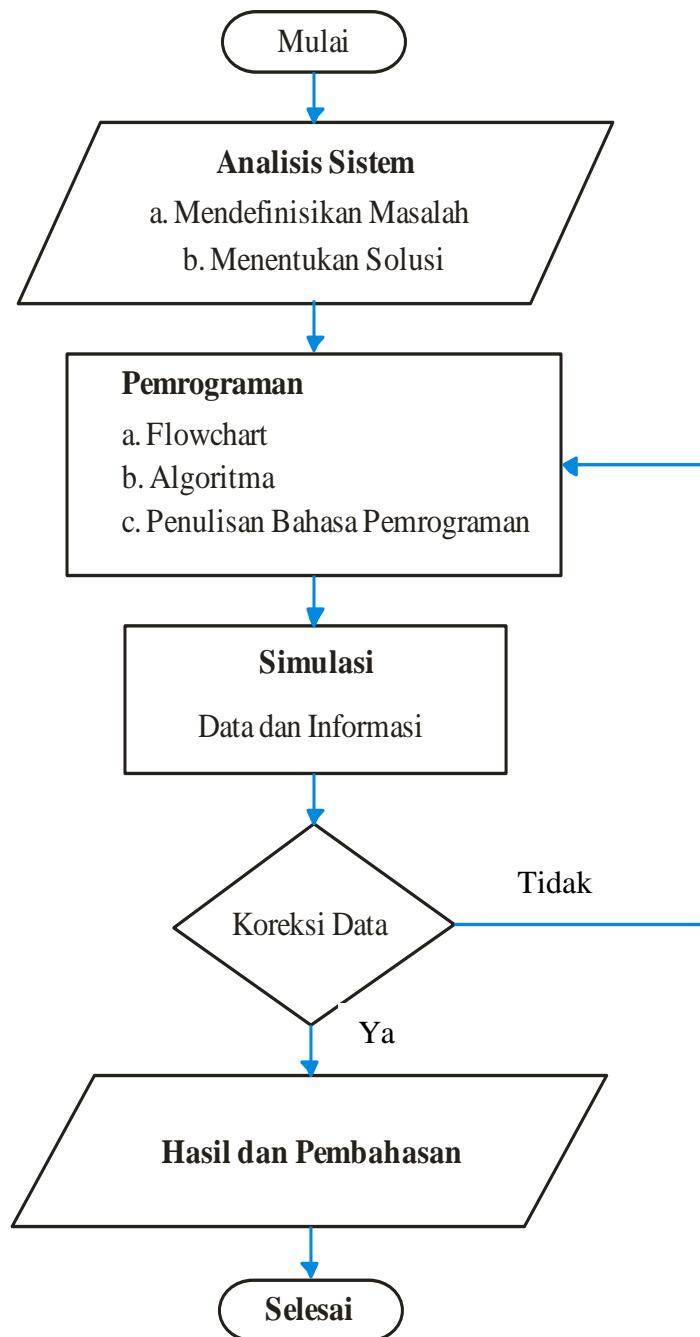 Mulai
Analisis Sistem
a. Mendefinisikan Masalah
b. Menentukan Solusi
Pemrograman
a. Flowchart
b. Algoritma
c. Penulisan Bahasa Pemrograman
Simulasi
Data dan Informasi
Koreksi Data
Tidak
Ya
Hasil dan Pembahasan
Selesai